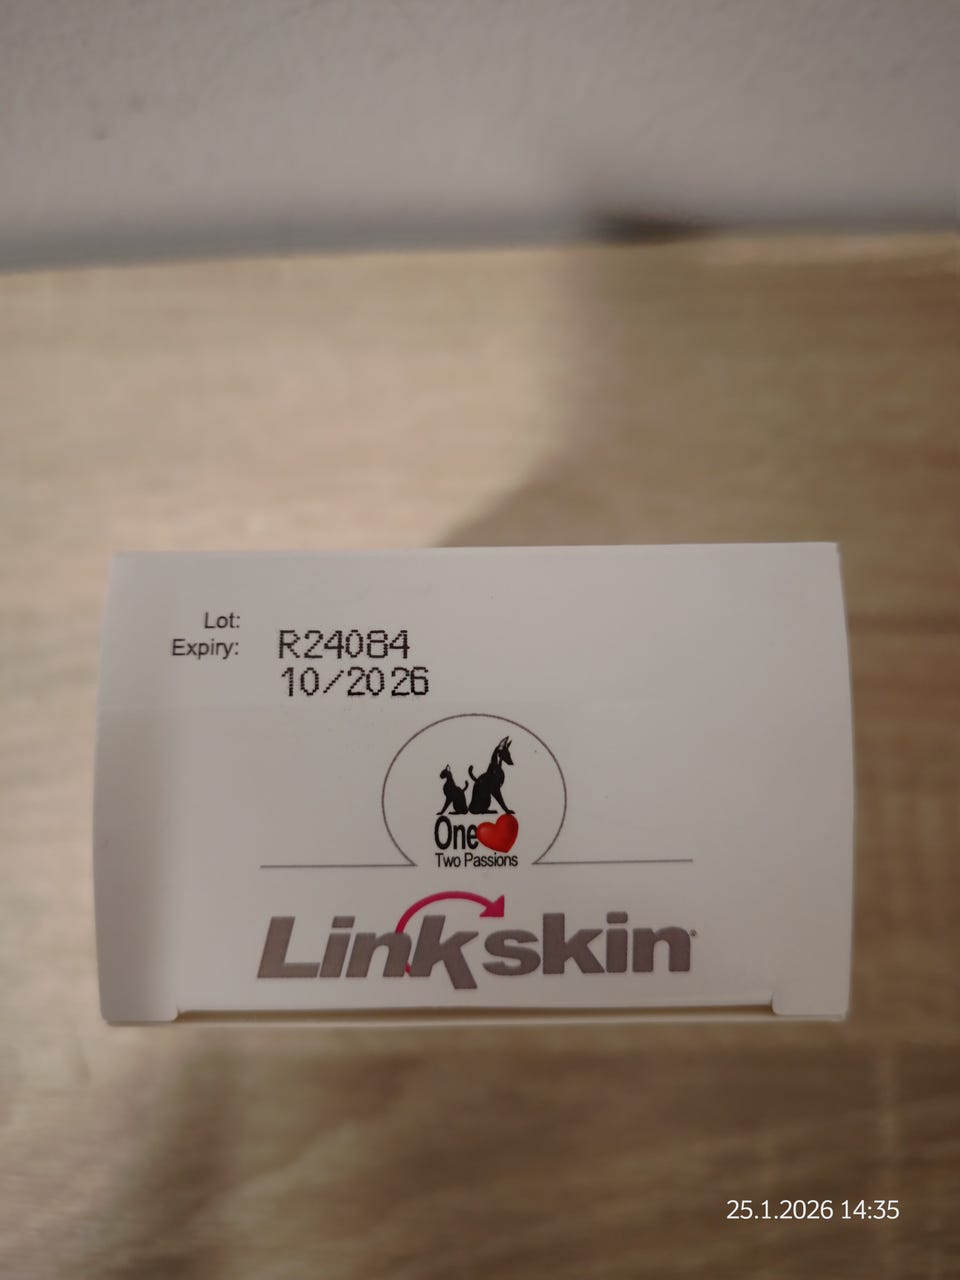 Lot:
Expiry:
R24084
10/2026
One
Two Passions
Linkskin
25.1.2026 14:35